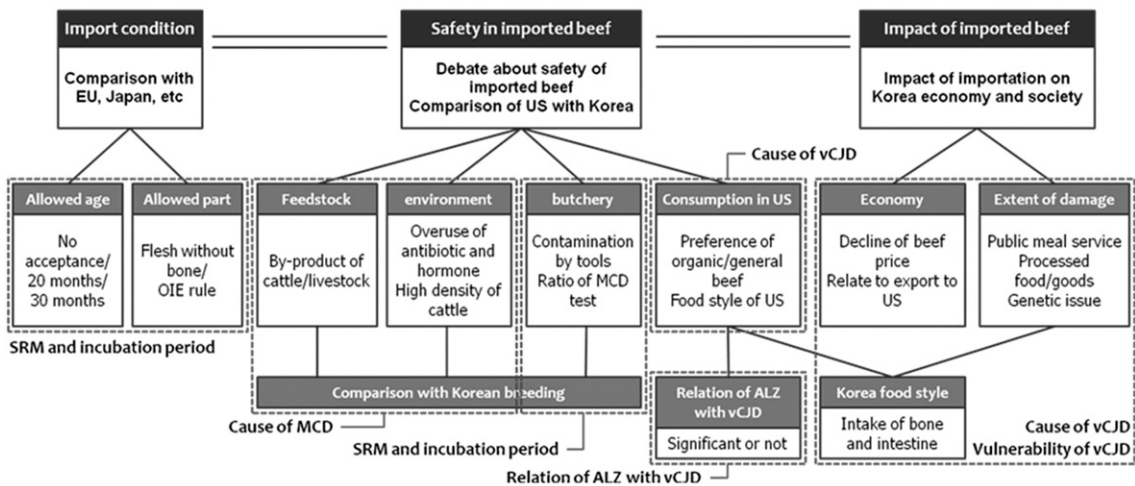 Import condition
Comparison with
EU, Japan, etc
Safety in imported beef
Debate about safety of
imported beef
Comparison of US with Korea
Impact of imported beef
Impact of importation on
Korea economy and society
Cause of vCJD
Allowed age
No
acceptance/
20 months/
30 months
Allowed part
Flesh without
bone/
OIE rule
SRM and incubation period
Feedstock
By-product of
cattle/livestock
environment
Overuse of
antibiotic and
hormone
High density of
cattle
butchery
Contamination
by tools
Ratio of MCD
test
Consumption in US
Preference of
organic/general
beef
Food style of US
Economy
Decline of beef
price
Relate to export to
US
Extent of damage
Public meal service
Processed
food/goods
Genetic issue
Comparison with Korean breeding
Cause of MCD
SRM and incubation period
Relation of ALZ
with vCJD
Significant or not
Relation of ALZ with vCJD
Korea food style
Intake of bone
and intestine
Cause of vCJD
Vulnerability of vCJD